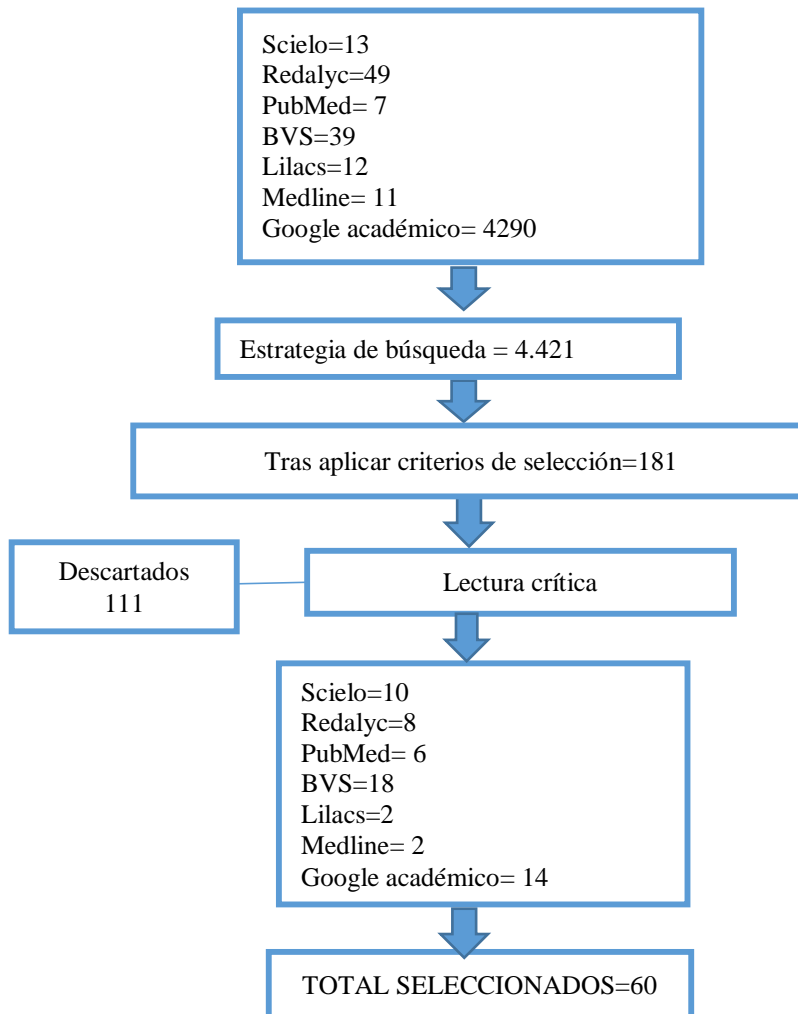 Scielo=13
Redalyc=49
PubMed= 7
BVS=39
Lilacs=12
Medline= 11
Google académico= 4290
Estrategia de búsqueda = 4.421
Tras aplicar criterios de selección=181
Descartados
111
Lectura crítica
Scielo=10
Redalyc=8
PubMed= 6
BVS=18
Lilacs=2
Medline= 2
Google académico= 14
TOTAL SELECCIONADOS=60